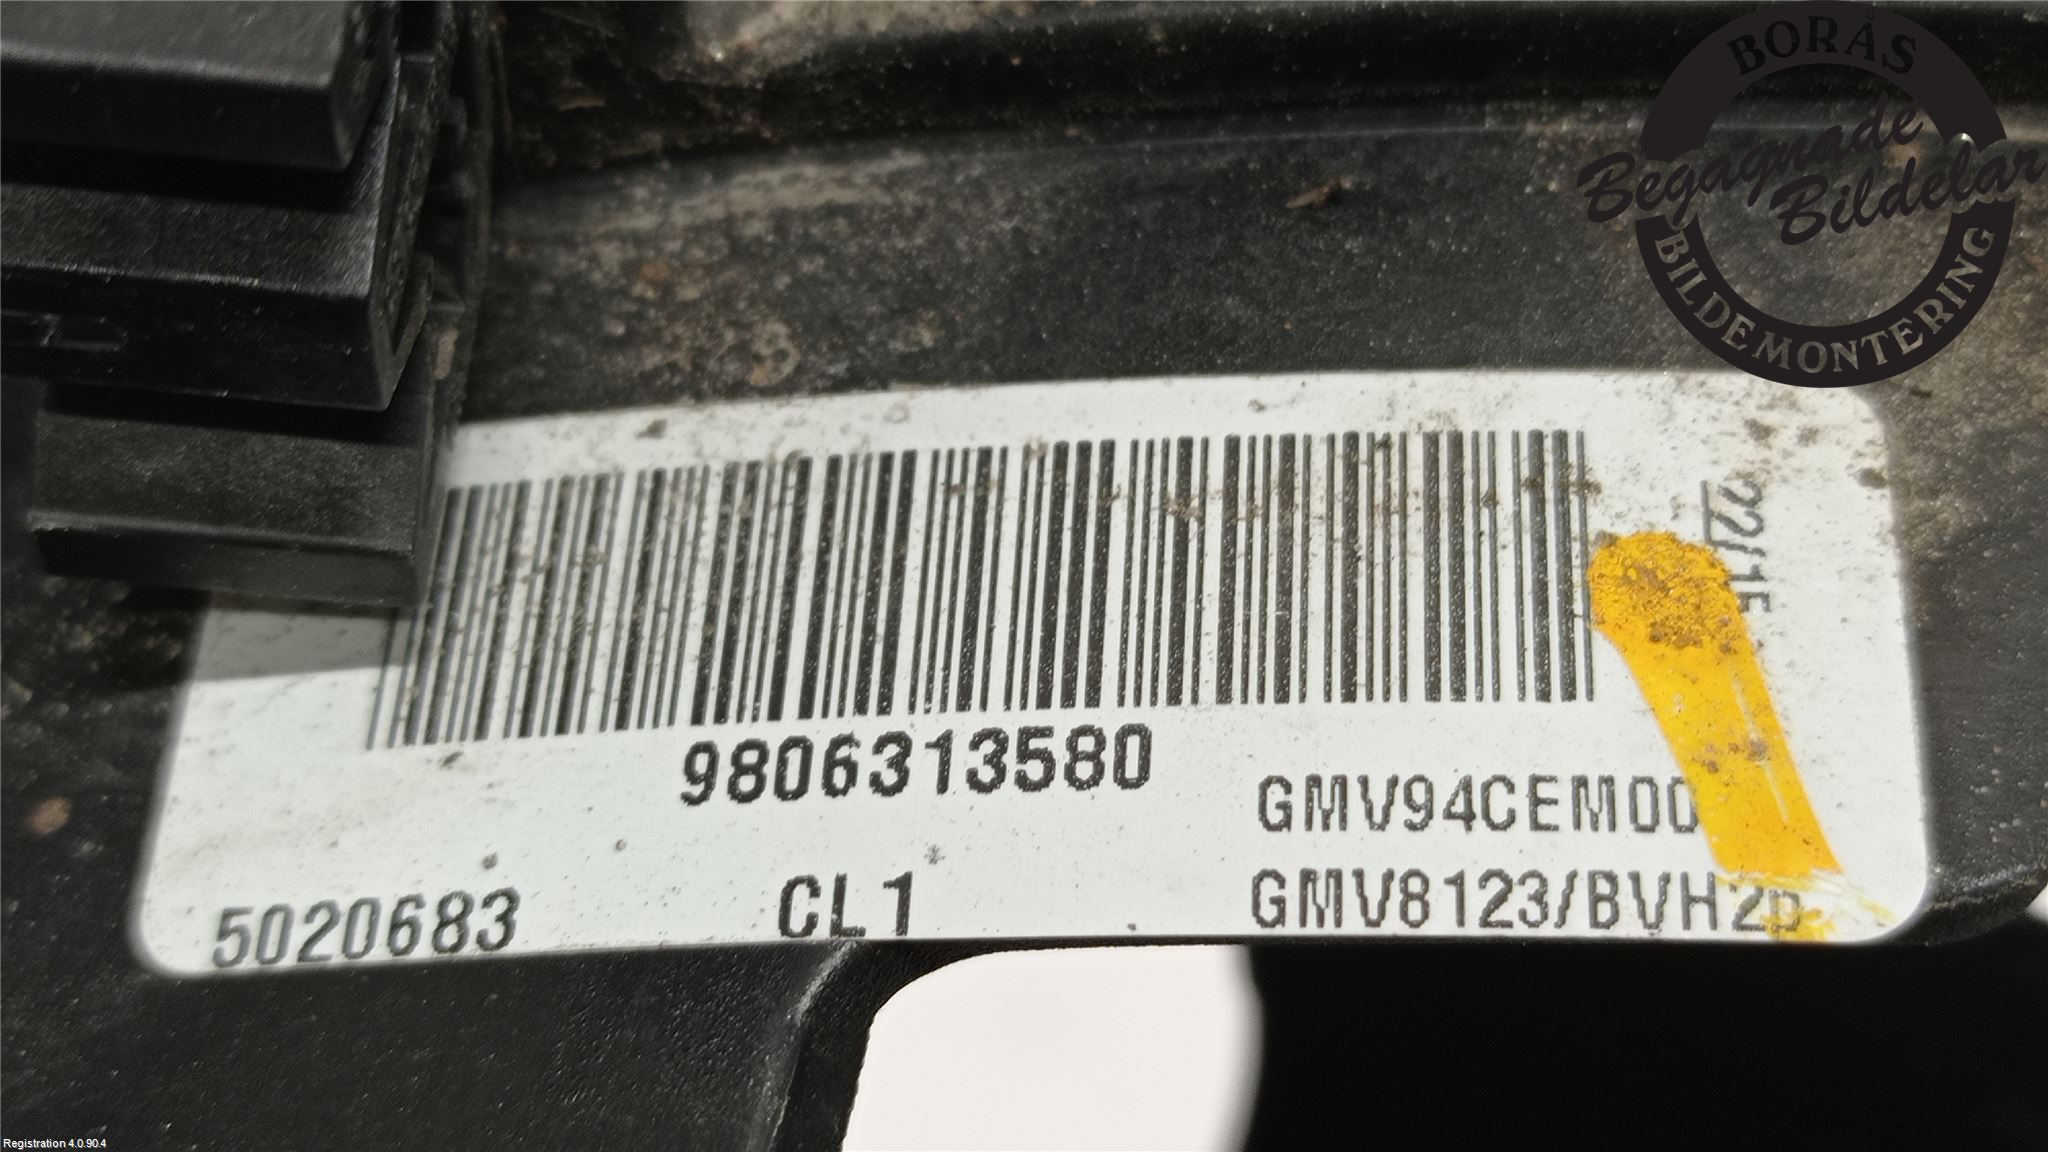 BORÅS
Begagnade
Bildelar
BILDEMONTERING
9806313580
GMV94CEM00
5020683
CL1
GMV8123/BVH2
Registration 4.0.90.4